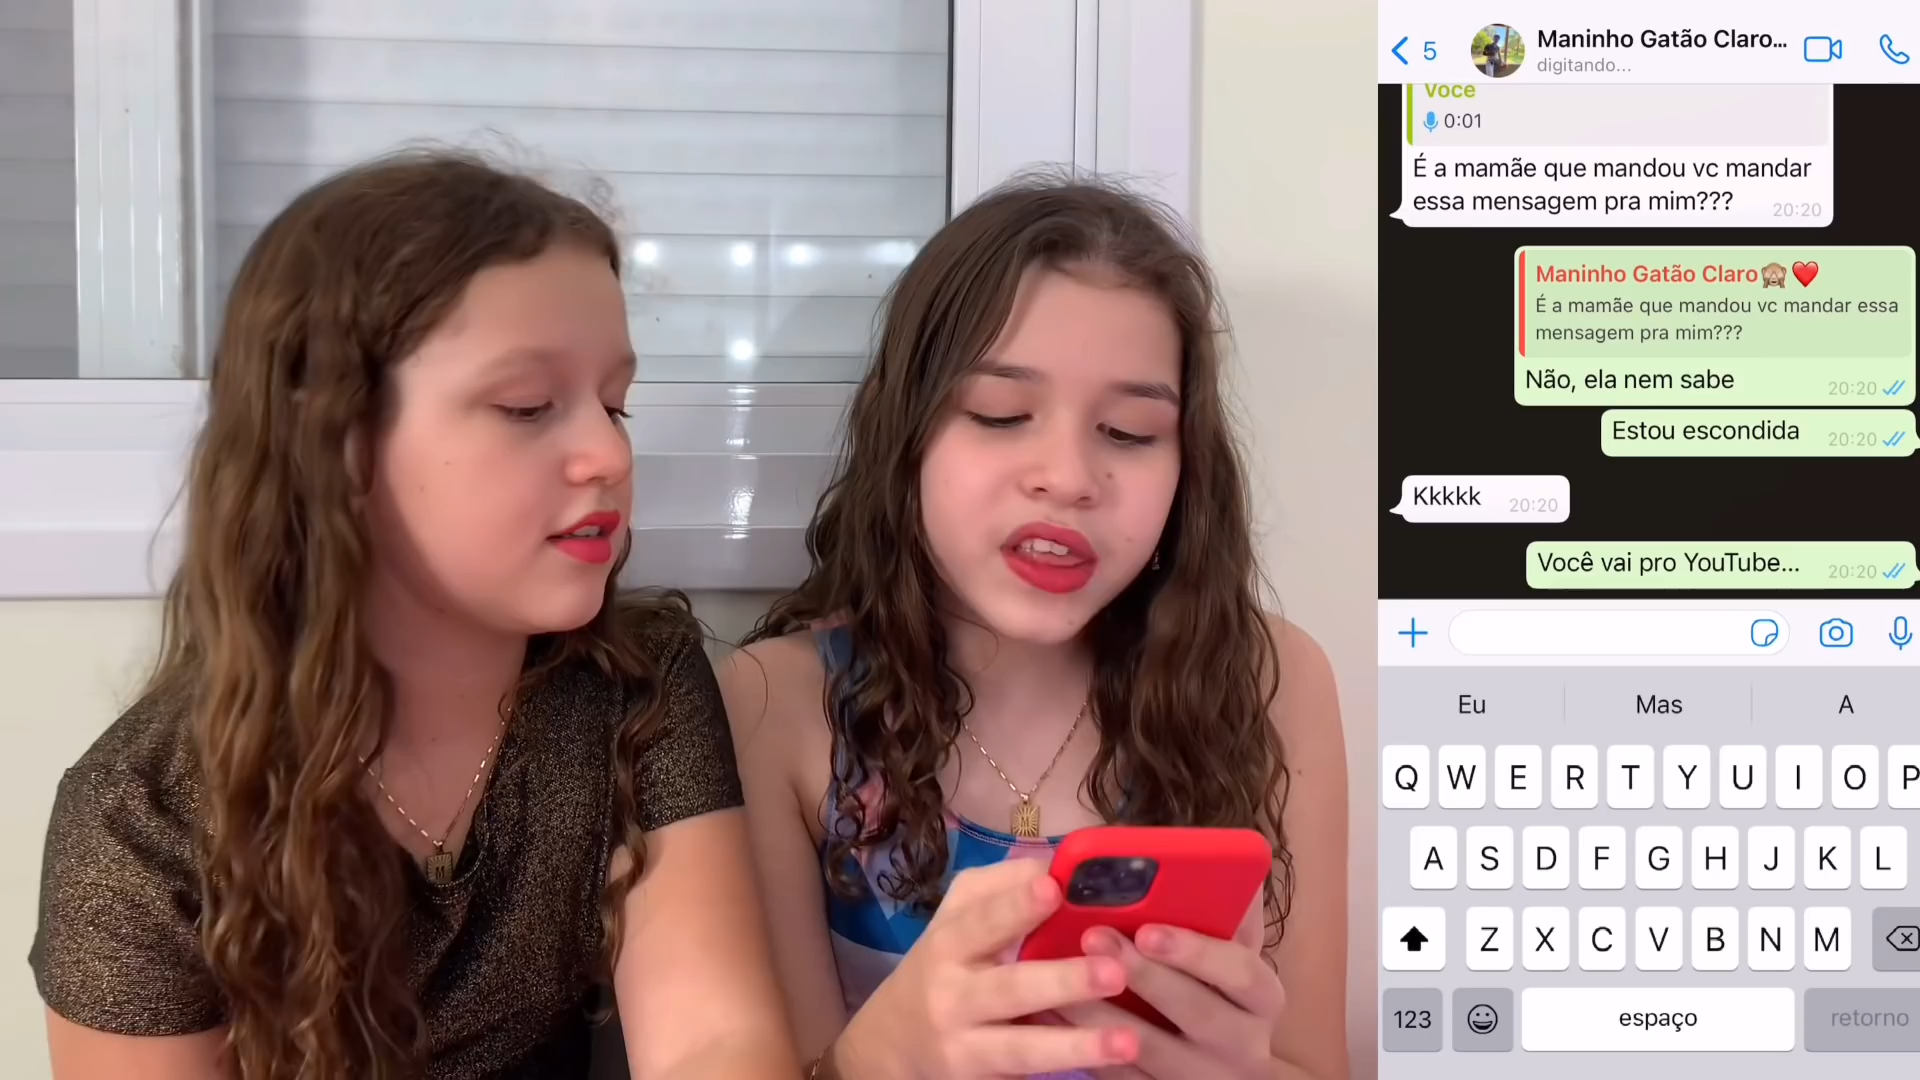 5
Maninho Gatão Claro...
digitando...
Você
0:01
É a mamãe que mandou vc mandar
essa mensagem pra mim???
20:20
Maninho Gatão Claro🙈❤️
É a mamãe que mandou vc mandar essa
mensagem pra mim???
Não, ela nem sabe
20:20
Estou escondida
20:20
Kkkkk
20:20
Você vai pro YouTube...
20:20
Eu Mas A
Q W E R T Y U I O P
A S D F G H J K L
Z X C V B N M
123 espaço retorno
M
M